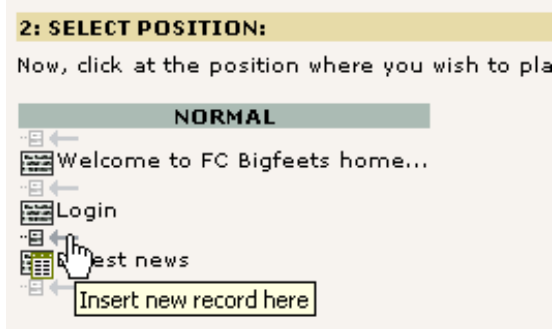 2: SELECT POSITION:
Now, click at the position where you wish to pla
NORMAL
Welcome to FC Bigfeets home...
Login
est news
Insert new record here